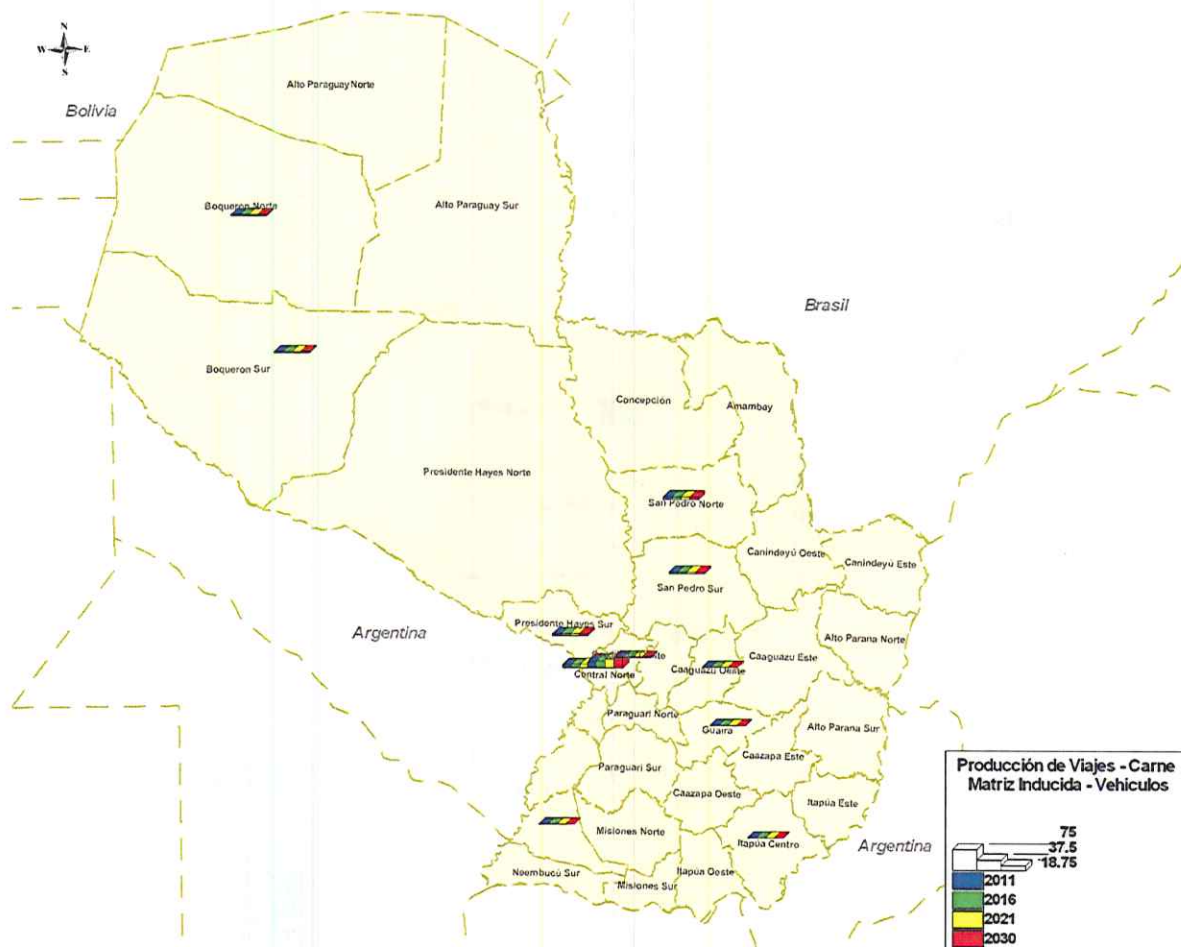 N
W E
S
Alto Paraguay Norte
Bolivia
Boqueron Norte
Alto Paraguay Sur
Brasil
Boqueron Sur
Concepción
Amambay
Presidente Hayes Norte
San Pedro Norte
Canindeyú Oeste
Canindeyú Este
San Pedro Sur
Presidente Hayes Sur
Argentina
Alto Parana Norte
Caaguazu Este
Caaguazu Oeste
Central Norte
Paraguari Norte
Guaira
Alto Parana Sur
Caazapa Este
Paraguari Sur
Caazapa Oeste
Itapúa Este
Misiones Norte
Itapúa Centro
Argentina
Neembucú Sur
Misiones Sur
Itapúa Oeste
Producción de Viajes - Carne
Matriz Inducida - Vehiculos
75
37.5
18.75
2011
2016
2021
2030